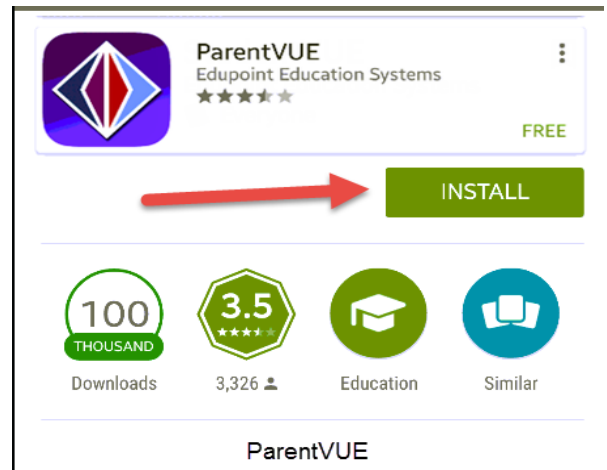 ParentVUE
Edupoint Education Systems
FREE
INSTALL
100
THOUSAND
3.5
Downloads
3,326
Education
Similar
ParentVUE